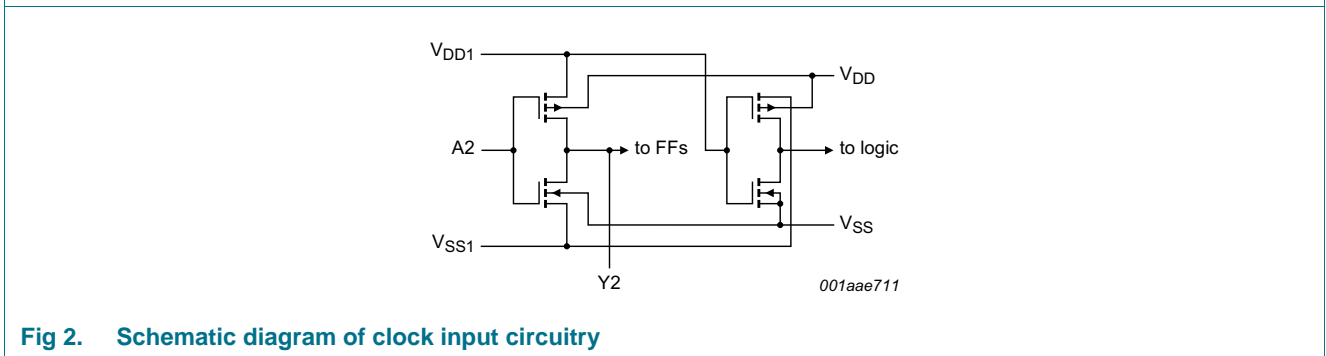 VDD1
VDD
A2
to FFs
to logic
VSS
VSS1
Y2
001aae711
Fig 2. Schematic diagram of clock input circuitry